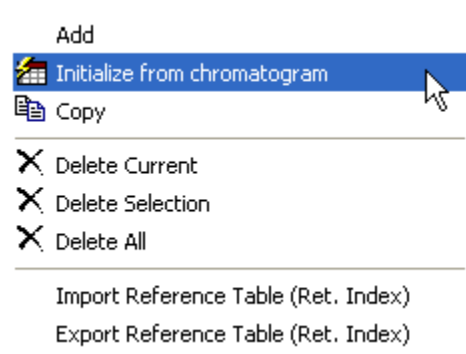 Add
Initialize from chromatogram
Copy
Delete Current
Delete Selection
Delete All
Import Reference Table (Ret. Index)
Export Reference Table (Ret. Index)